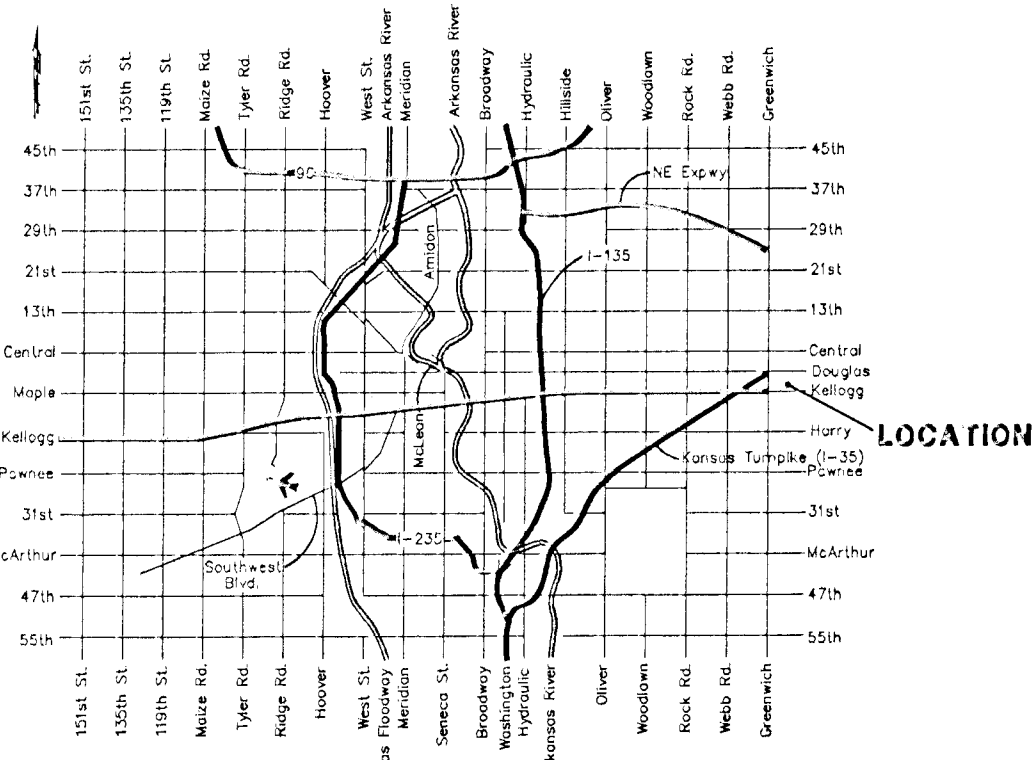 151st St.
135th St.
119th St.
Maize Rd.
Tyler Rd.
Ridge Rd.
Hoover
West St.
Arkansas River
Meridian
Arkansas River
Broadway
Hydraulic
Hillside
Oliver
Woodlawn
Rock Rd.
Webb Rd.
Greenwich
45th
37th
29th
21st
13th
Central
Maple
Kellogg
Pawnee
31st
cArthur
47th
55th
45th
37th
29th
21st
13th
Central
Douglas
Kellogg
Harry
Pawnee
31st
McArthur
47th
55th
96
NE Expwy
I-135
Amidon
McLean
Kansas Turnpike (I-35)
LOCATION
I-235
Southwest
Blvd.
151st St.
135th St.
119th St.
Maize Rd.
Tyler Rd.
Ridge Rd.
Hoover
West St.
as Floodway
Meridian
Seneca St.
Broadway
Washington
Hydraulic
kansas River
Oliver
Woodlawn
Rock Rd.
Webb Rd.
Greenwich